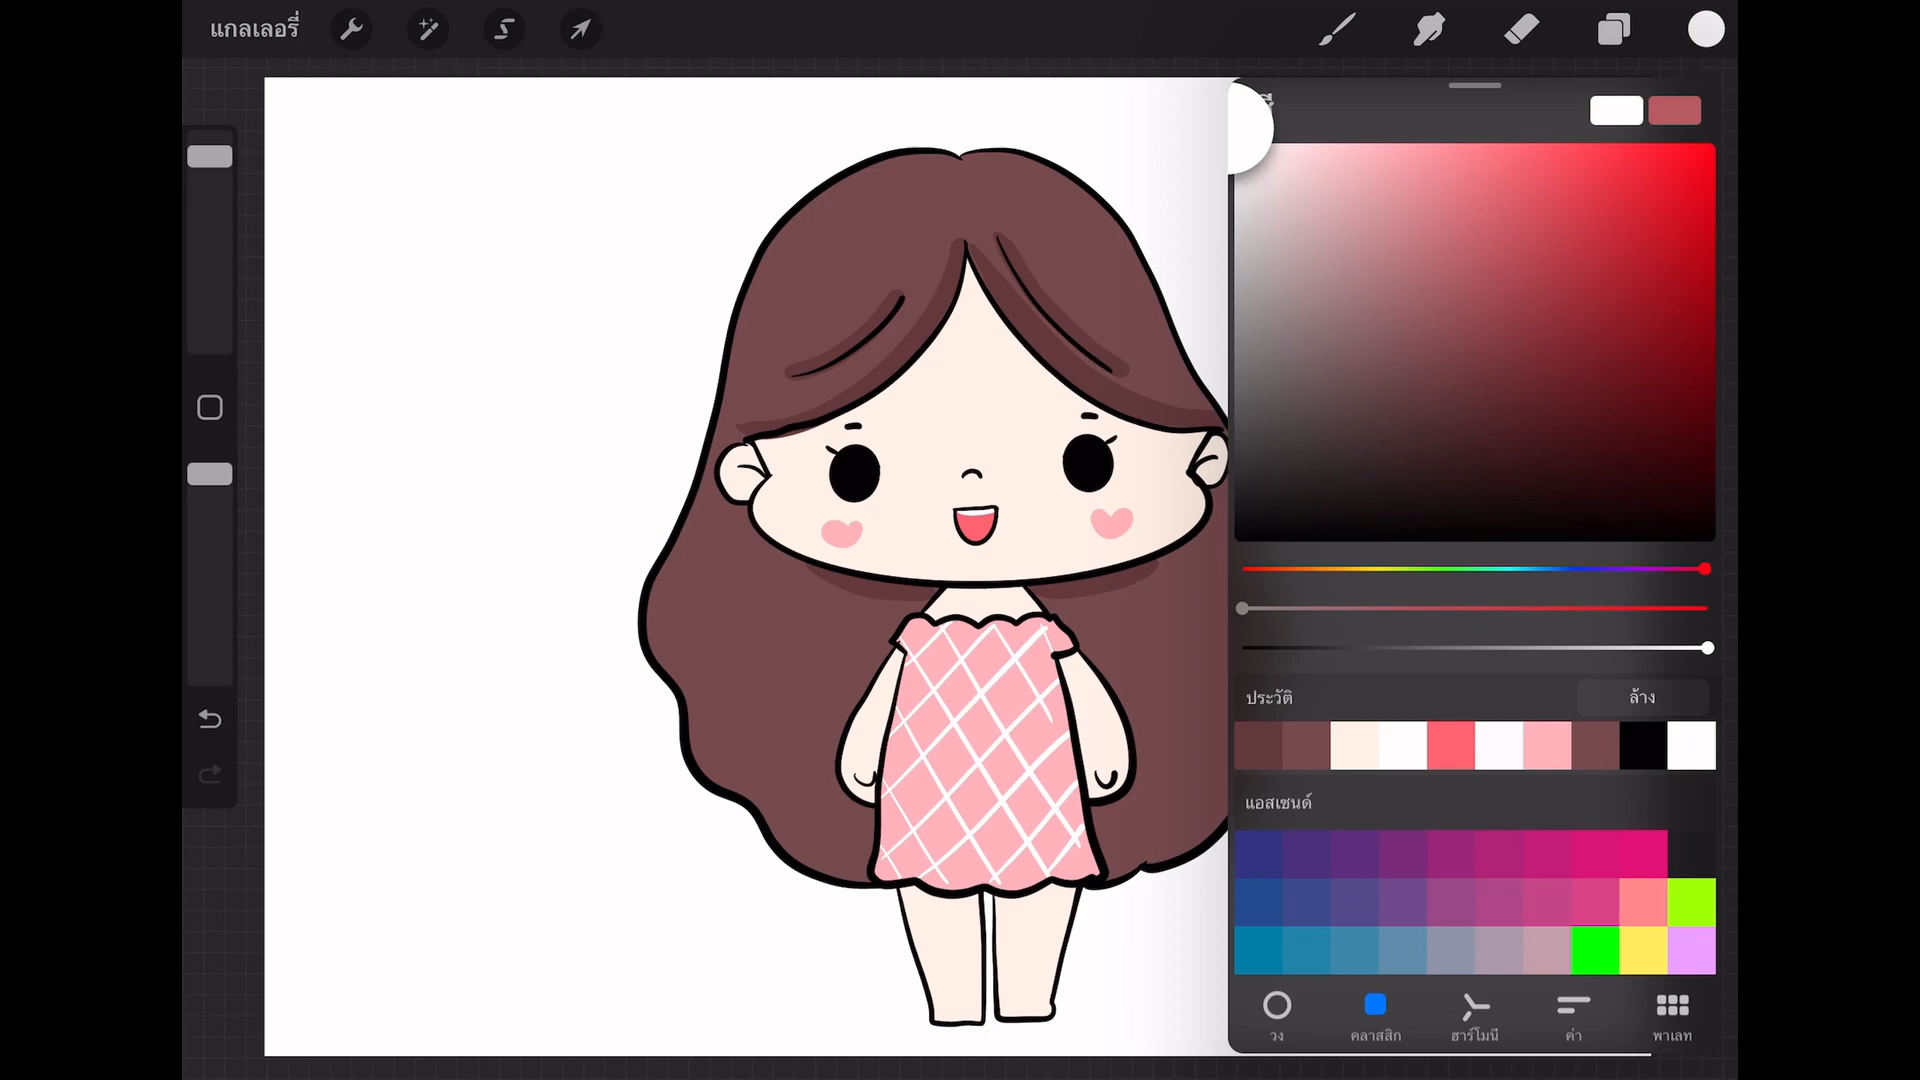 แกลเลอรี่
ประวัติ
ล้าง
แอสเซนด์
วง
คลาสสิก
ฮาร์โมนี
ค่า
พาเลท